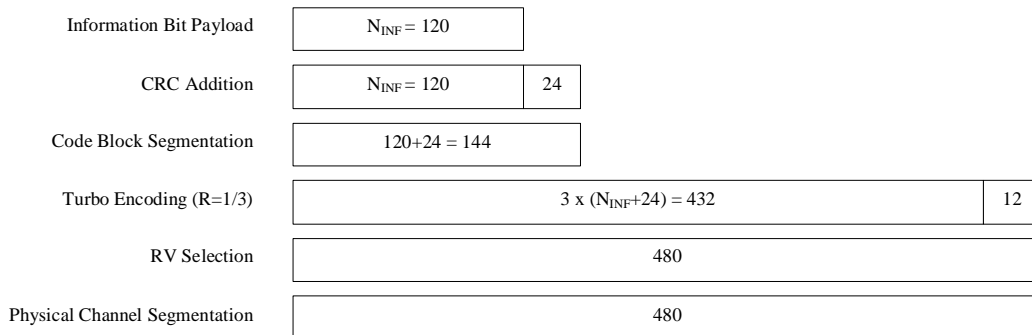 Information Bit Payload N_INF = 120
CRC Addition N_INF = 120 24
Code Block Segmentation 120+24 = 144
Turbo Encoding (R=1/3) 3 x (N_INF+24) = 432 12
RV Selection 480
Physical Channel Segmentation 480